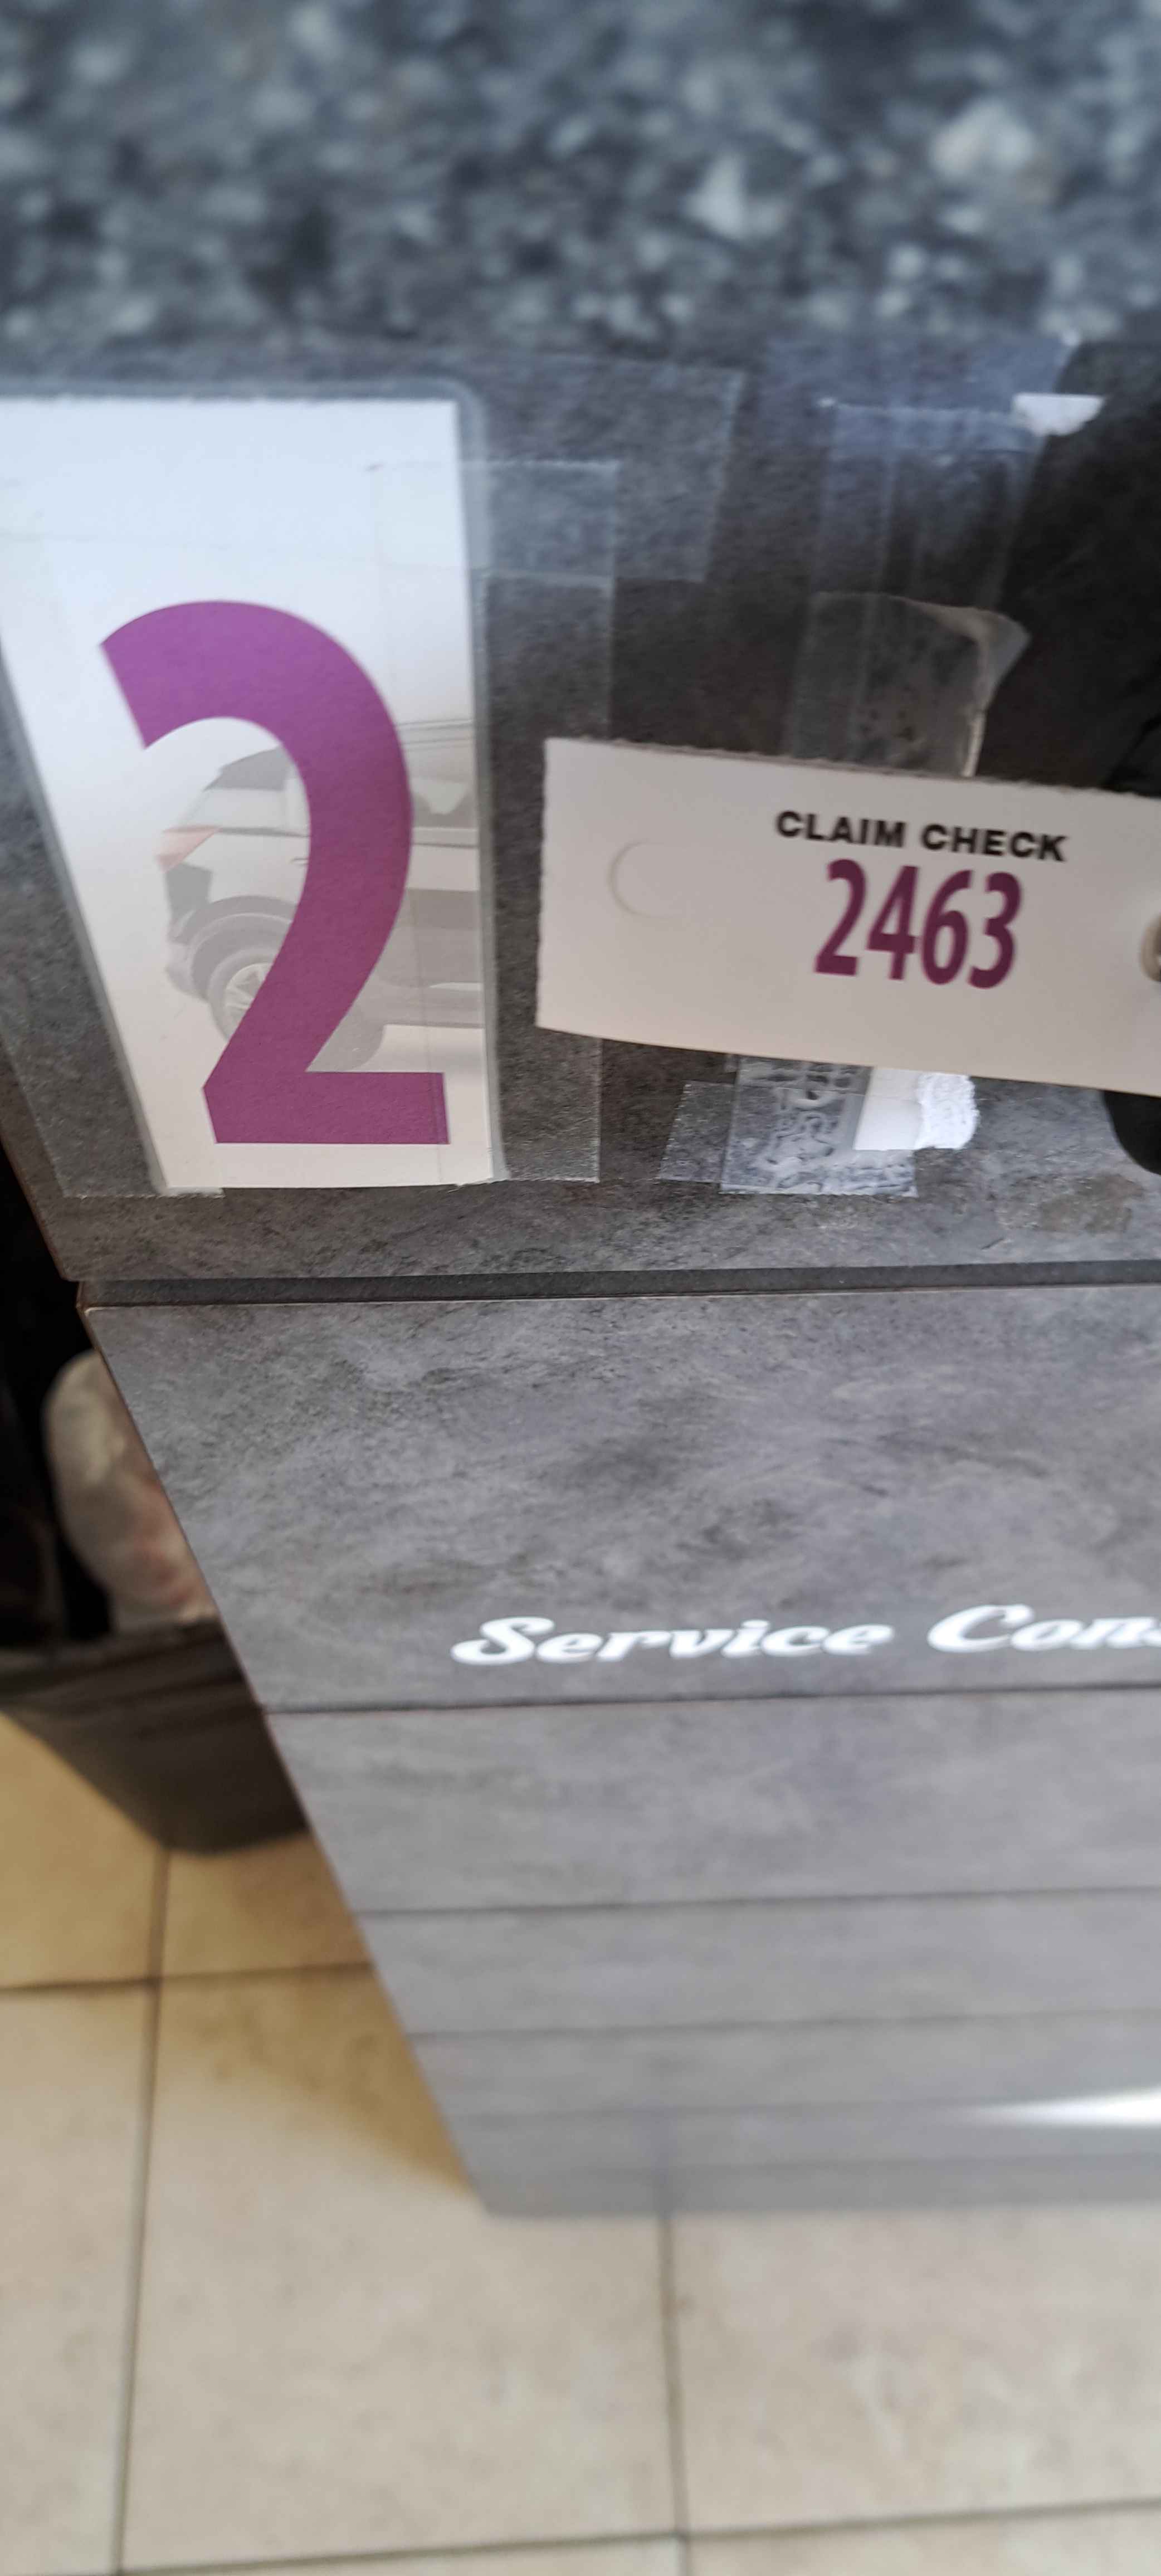 2
CLAIM CHECK
2463
Service